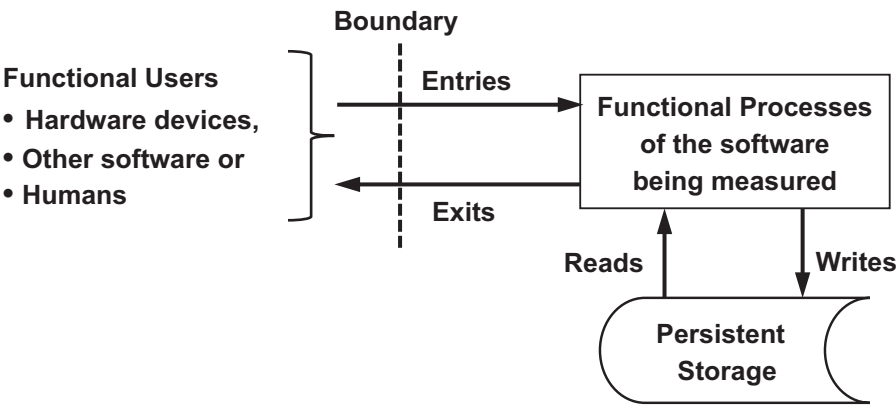 Boundary
Functional Users
• Hardware devices,
• Other software or
• Humans
Entries
Exits
Functional Processes
of the software
being measured
Reads
Writes
Persistent
Storage